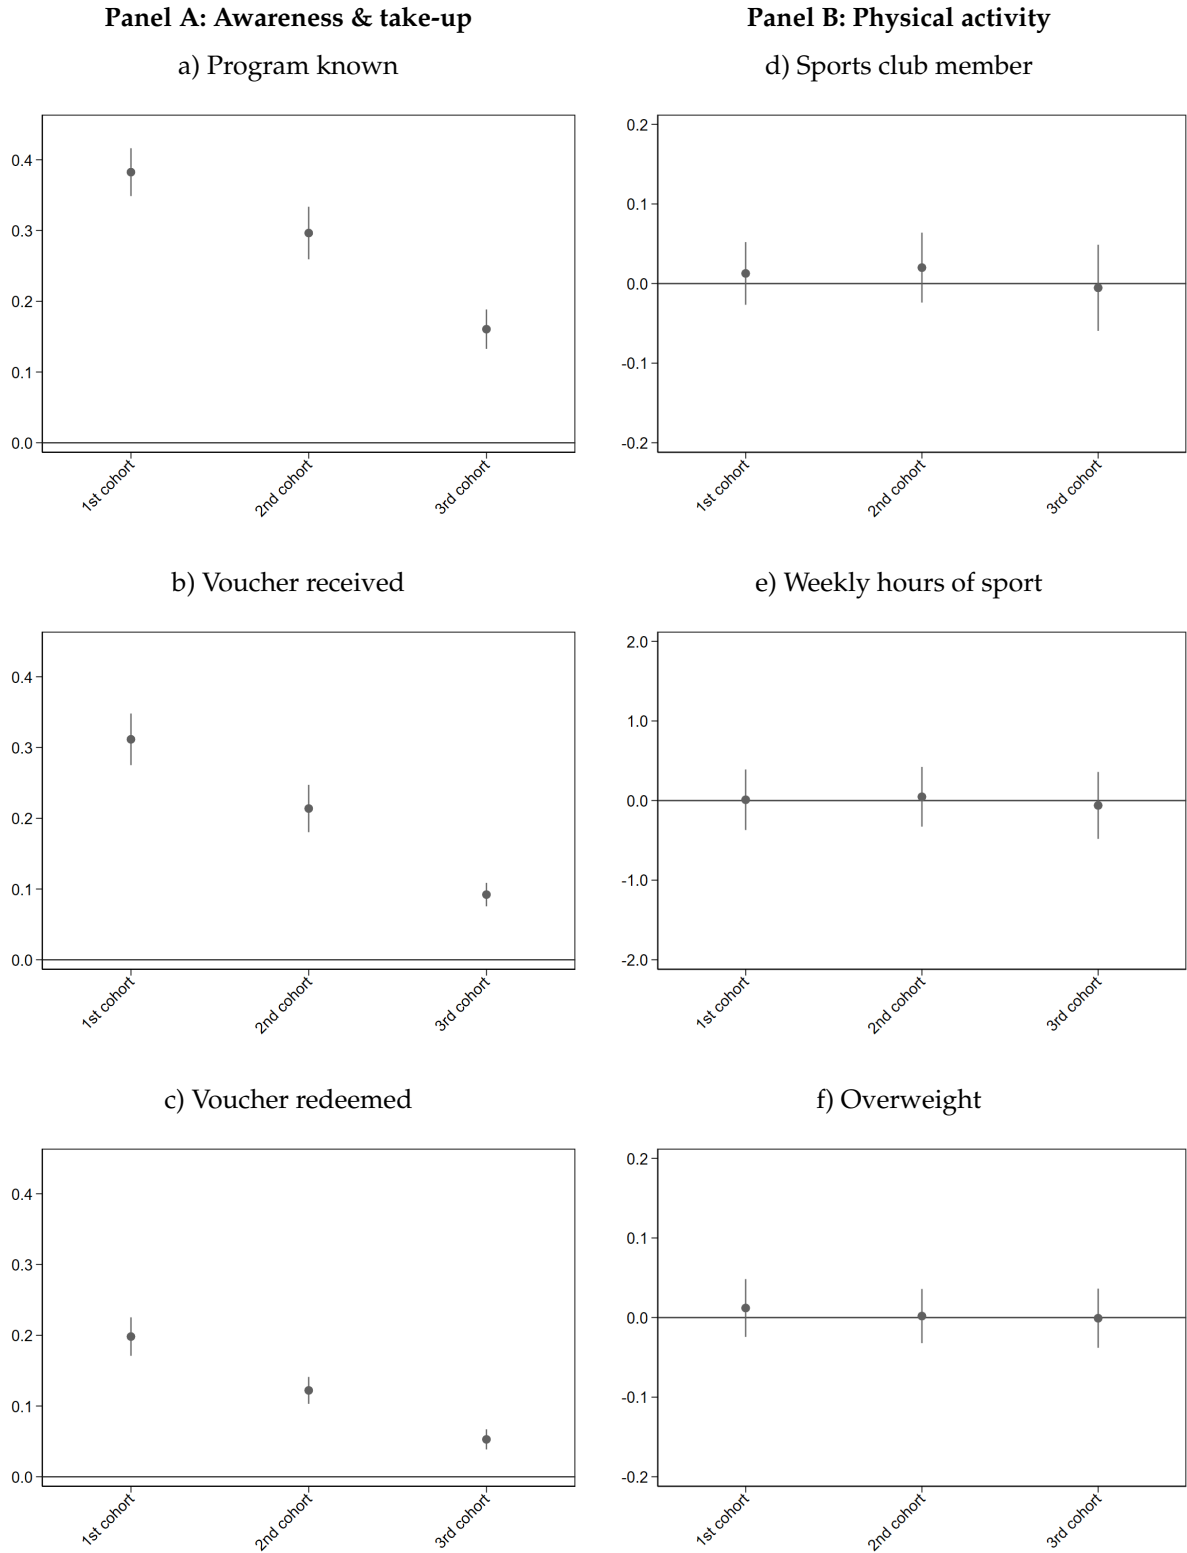 Panel A: Awareness & take-up
a) Program known
0.4
0.3
0.2
0.1
0.0
1st cohort
2nd cohort
3rd cohort
b) Voucher received
0.4
0.3
0.2
0.1
0.0
1st cohort
2nd cohort
3rd cohort
c) Voucher redeemed
0.4
0.3
0.2
0.1
0.0
1st cohort
2nd cohort
3rd cohort
Panel B: Physical activity
d) Sports club member
0.2
0.1
0.0
-0.1
-0.2
1st cohort
2nd cohort
3rd cohort
e) Weekly hours of sport
2.0
1.0
0.0
-1.0
-2.0
1st cohort
2nd cohort
3rd cohort
f) Overweight
0.2
0.1
0.0
-0.1
-0.2
1st cohort
2nd cohort
3rd cohort